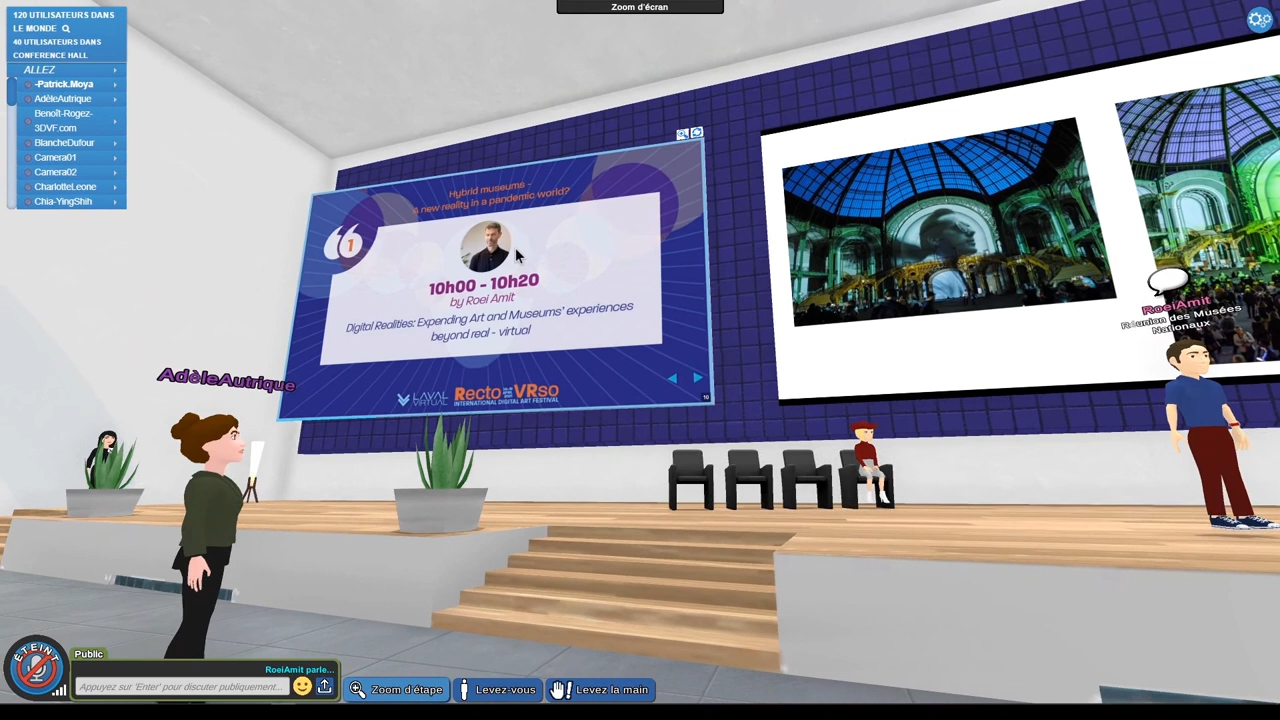 Zoom d'écran
120 UTILISATEURS DANS
LE MONDE
40 UTILISATEURS DANS
CONFERENCE HALL
ALLEZ
-Patrick.Moya
AdèleAutrique
Benoît-Rogez-
3DVF.com
BlancheDufour
Camera01
Camera02
CharlotteLeone
Chia-YingShih
Hybrid museums -
A new reality in a pandemic world?
1
10h00 - 10h20
by Roei Amit
Digital Realities: Expending Art and Museums' experiences
beyond real - virtual
LAVAL
VIRTUAL
Recto VRso
INTERNATIONAL DIGITAL ART FESTIVAL
10
RoeiAmit
Réunion des Musées
Nationaux
AdèleAutrique
ÉTEINT
Public
RoeiAmit parle...
Appuyez sur 'Enter' pour discuter publiquement...
Zoom d'étape
Levez-vous
Levez la main